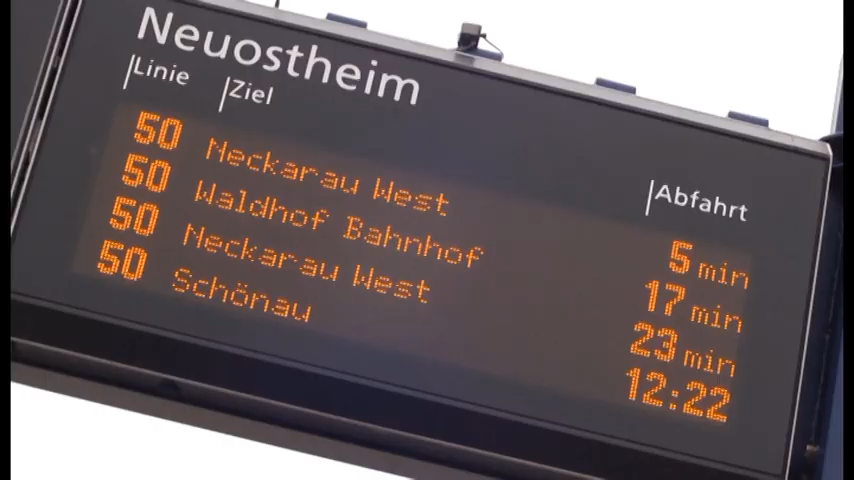 Neuostheim
Linie Ziel Abfahrt
50 Neckarau West 5 min
50 Waldhof Bahnhof 17 min
50 Neckarau West 23 min
50 Schönau 12:22